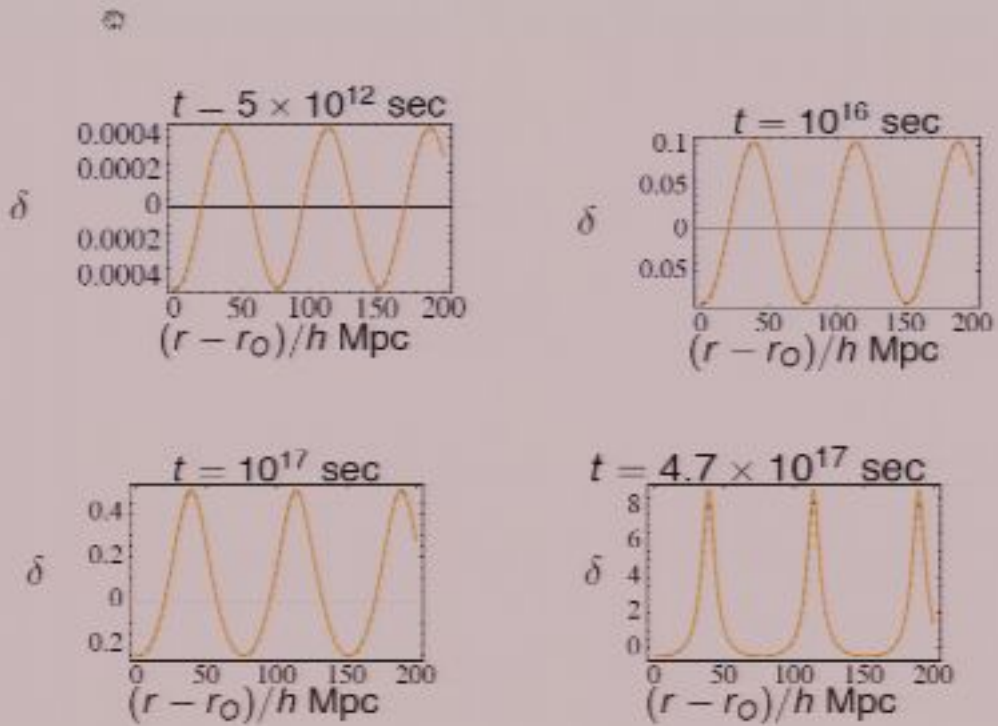 t – 5 × 10¹² sec
0.0004
0.0002
δ
0
0.0002
0.0004
0 50 100 150 200
(r − r_O)/h Mpc
t = 10¹⁶ sec
0.1
0.05
δ
0
0.05
0 50 100 150 200
(r − r_O)/h Mpc
t = 10¹⁷ sec
0.4
0.2
δ
0
0.2
0 50 100 150 200
(r − r_O)/h Mpc
t = 4.7 × 10¹⁷ sec
8
6
δ
4
2
0
0 50 100 150 200
(r − r_O)/h Mpc